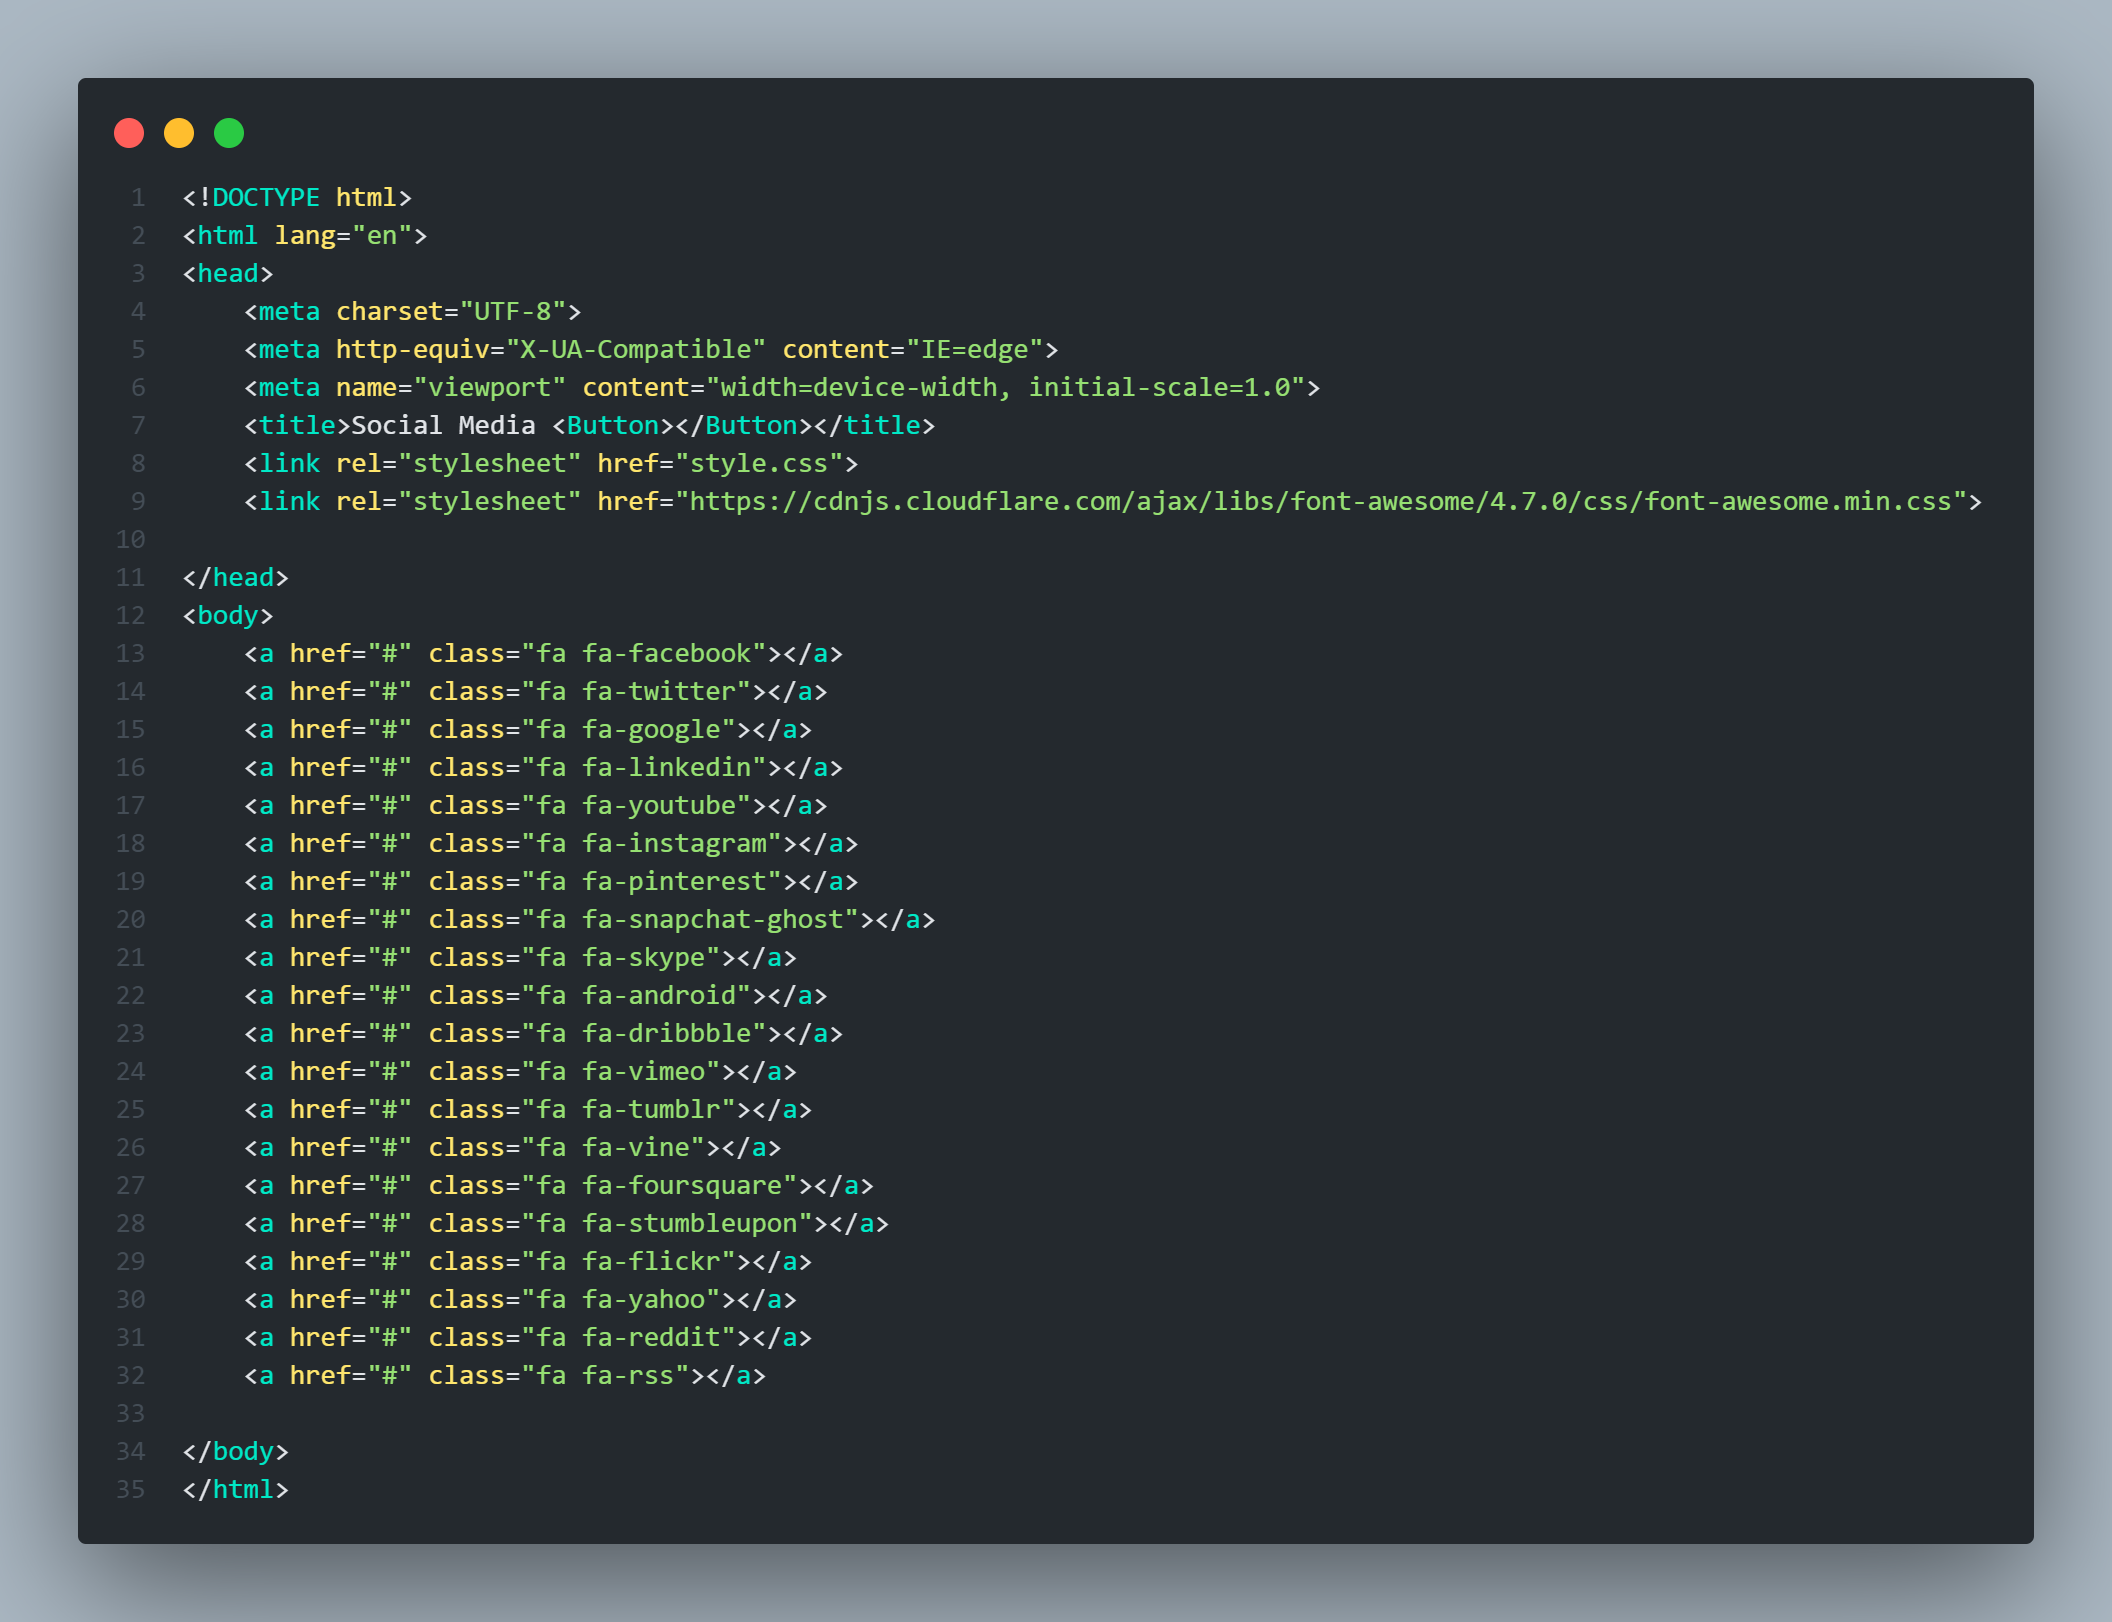 1 <!DOCTYPE html>
2 <html lang="en">
3 <head>
4     <meta charset="UTF-8">
5     <meta http-equiv="X-UA-Compatible" content="IE=edge">
6     <meta name="viewport" content="width=device-width, initial-scale=1.0">
7     <title>Social Media <Button></Button></title>
8     <link rel="stylesheet" href="style.css">
9     <link rel="stylesheet" href="https://cdnjs.cloudflare.com/ajax/libs/font-awesome/4.7.0/css/font-awesome.min.css">
10
11 </head>
12 <body>
13     <a href="#" class="fa fa-facebook"></a>
14     <a href="#" class="fa fa-twitter"></a>
15     <a href="#" class="fa fa-google"></a>
16     <a href="#" class="fa fa-linkedin"></a>
17     <a href="#" class="fa fa-youtube"></a>
18     <a href="#" class="fa fa-instagram"></a>
19     <a href="#" class="fa fa-pinterest"></a>
20     <a href="#" class="fa fa-snapchat-ghost"></a>
21     <a href="#" class="fa fa-skype"></a>
22     <a href="#" class="fa fa-android"></a>
23     <a href="#" class="fa fa-dribbble"></a>
24     <a href="#" class="fa fa-vimeo"></a>
25     <a href="#" class="fa fa-tumblr"></a>
26     <a href="#" class="fa fa-vine"></a>
27     <a href="#" class="fa fa-foursquare"></a>
28     <a href="#" class="fa fa-stumbleupon"></a>
29     <a href="#" class="fa fa-flickr"></a>
30     <a href="#" class="fa fa-yahoo"></a>
31     <a href="#" class="fa fa-reddit"></a>
32     <a href="#" class="fa fa-rss"></a>
33
34 </body>
35 </html>